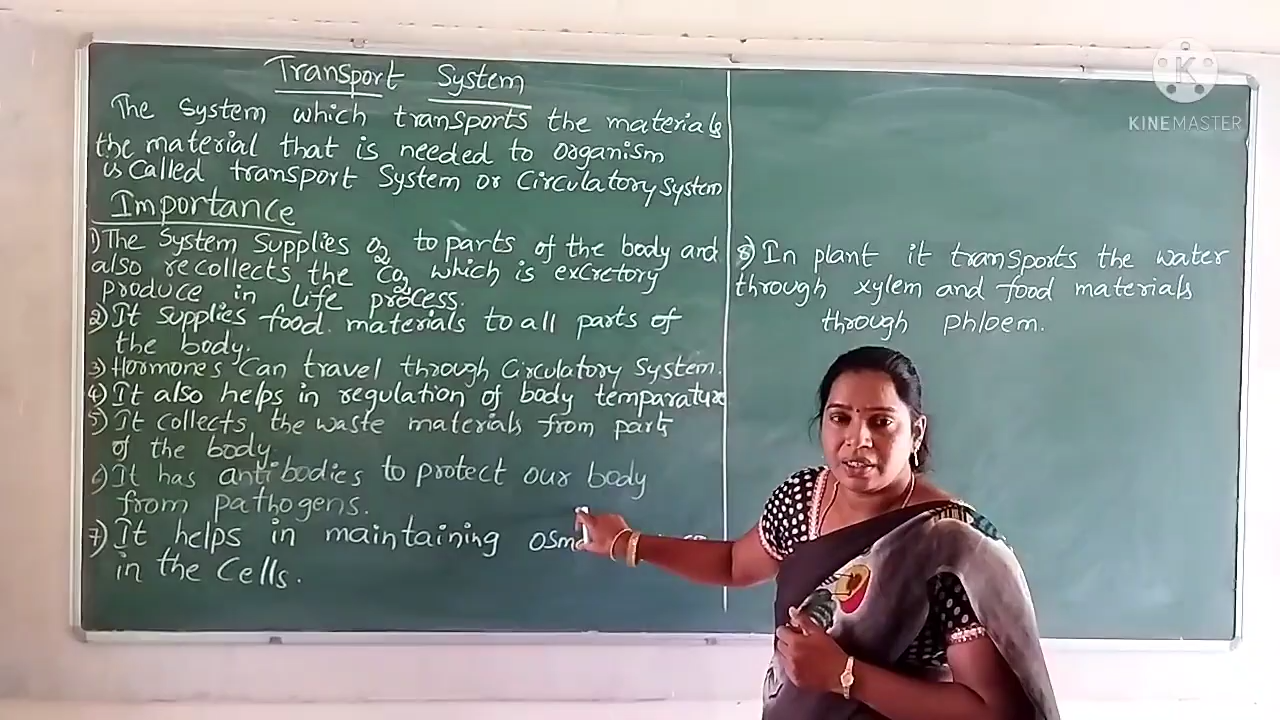 Transport System
The System which transports the materials
the material that is needed to organism
is Called transport System or Circulatory System
Importance
1) The System Supplies O2 to parts of the body and
also recollects the CO2 which is excretory
produce in life process.
2) It Supplies food. materials to all parts of
the body.
3) Hormones Can travel through Circulatory System.
4) It also helps in regulation of body temparature
5) It collects the waste materials from parts
of the body.
6) It has antibodies to protect our body
from pathogens.
7) It helps in maintaining
in the Cells.
8) In plant it transports the water
through xylem and food materials
through phloem.
KINEMASTER